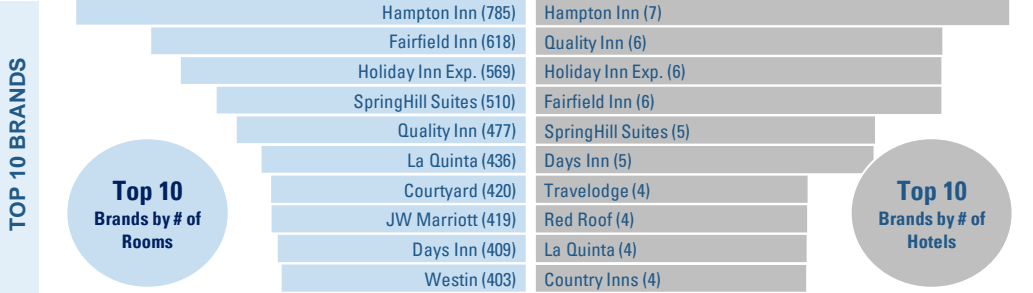 TOP 10 BRANDS
Hampton Inn (785)
Fairfield Inn (618)
Holiday Inn Exp. (569)
SpringHill Suites (510)
Quality Inn (477)
La Quinta (436)
Courtyard (420)
JW Marriott (419)
Days Inn (409)
Westin (403)
Top 10
Brands by # of
Rooms
Hampton Inn (7)
Quality Inn (6)
Holiday Inn Exp. (6)
Fairfield Inn (6)
SpringHill Suites (5)
Days Inn (5)
Travelodge (4)
Red Roof (4)
La Quinta (4)
Country Inns (4)
Top 10
Brands by # of
Hotels